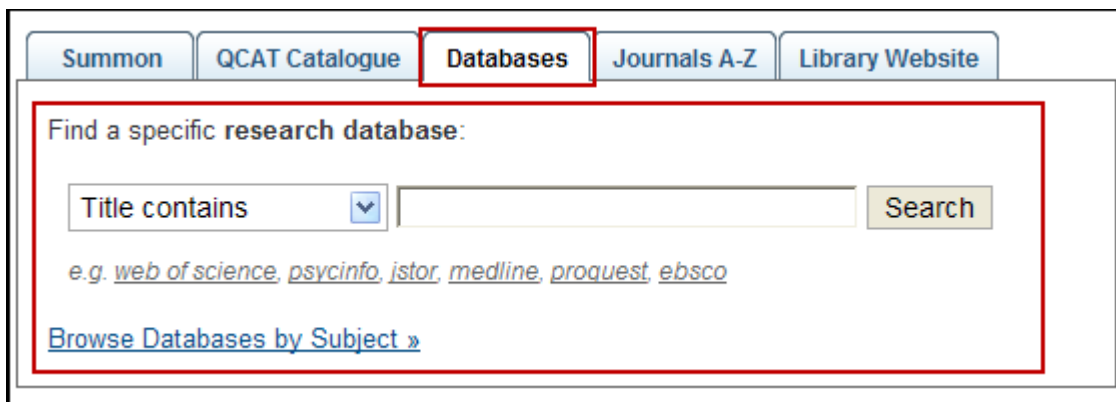 Summon QCAT Catalogue Databases Journals A-Z Library Website
Find a specific research database:
Title contains Search
e.g. web of science, psycinfo, jstor, medline, proquest, ebsco
Browse Databases by Subject »